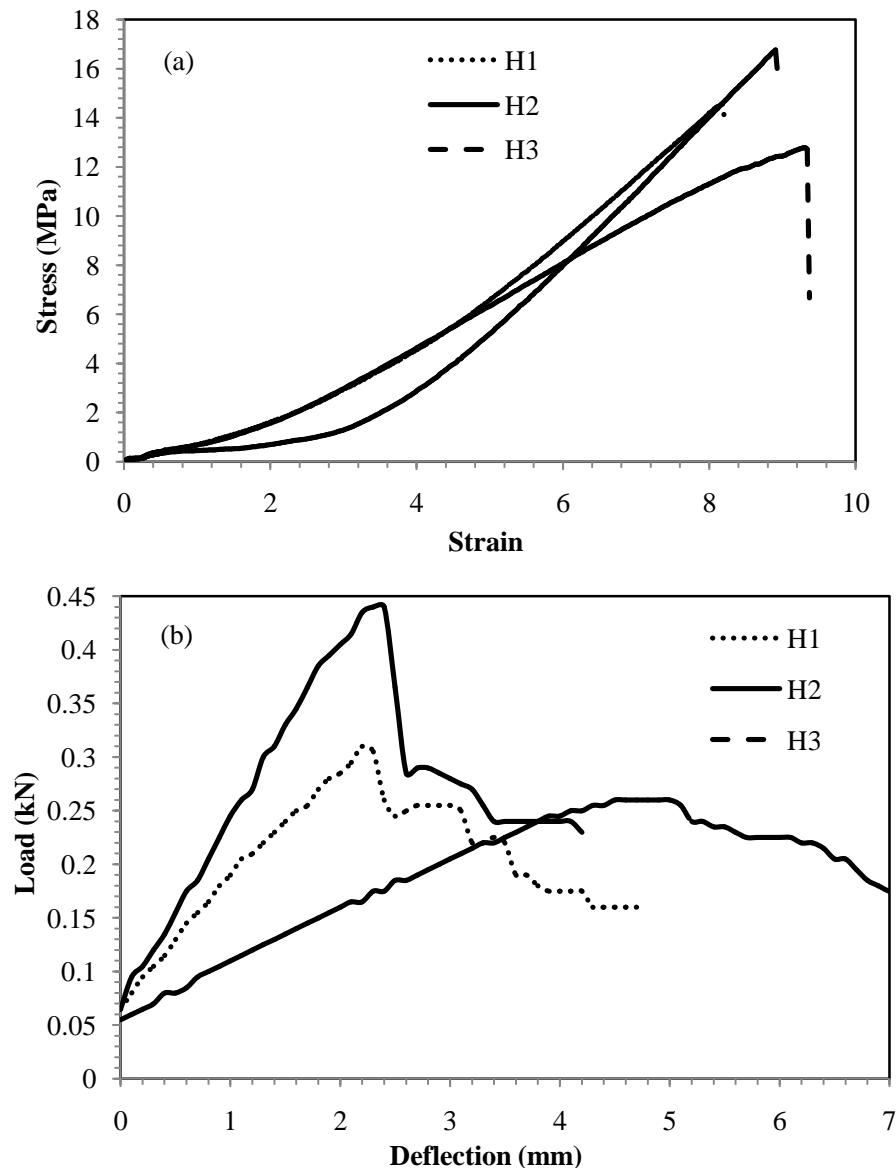 (a)
H1
H2
H3
18
16
14
12
10
8
6
4
2
0
Stress (MPa)
0 2 4 6 8 10
Strain
(b)
H1
H2
H3
0.45
0.4
0.35
0.3
0.25
0.2
0.15
0.1
0.05
0
Load (kN)
0 1 2 3 4 5 6 7
Deflection (mm)